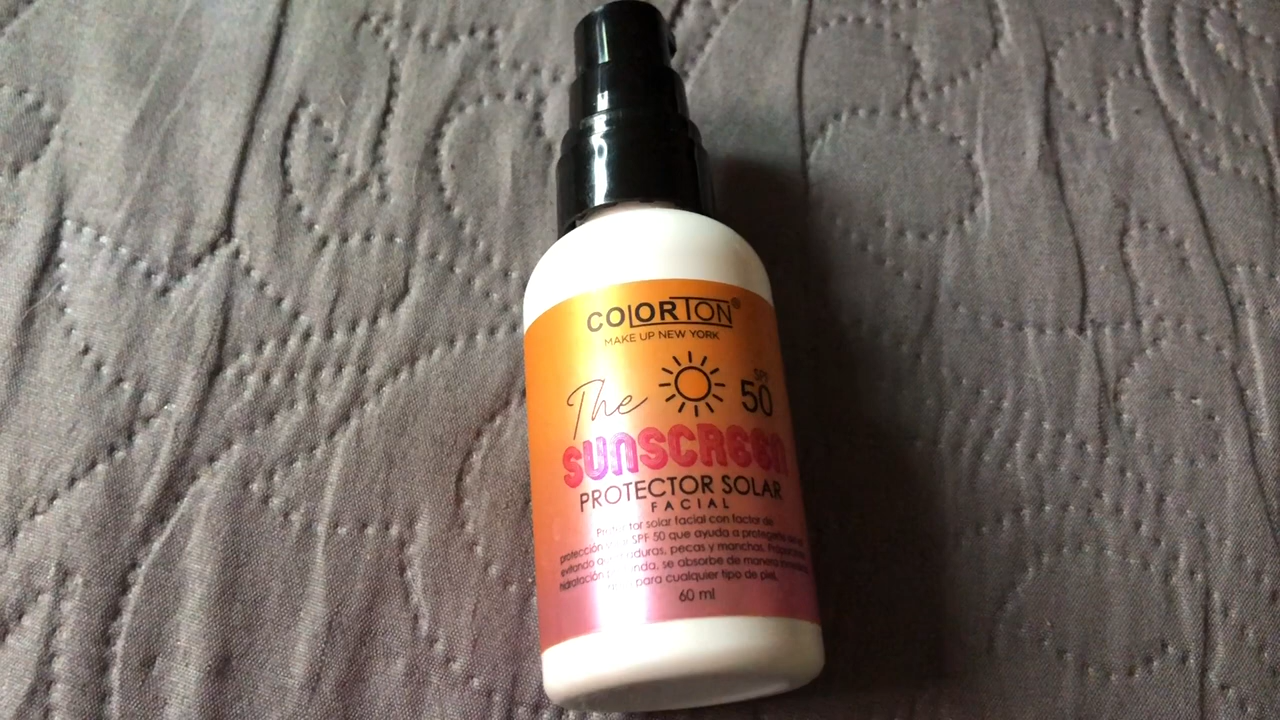 COLORTON®
MAKE UP NEW YORK
The
SPF
50
SUNSCREEN
PROTECTOR SOLAR
FACIAL
Protector solar facial con factor de
protección solar SPF 50 que ayuda a protegerte del
evitando quemaduras, pecas y manchas.
hidratación profunda, se absorbe de manera
para cualquier tipo de piel.
60 ml